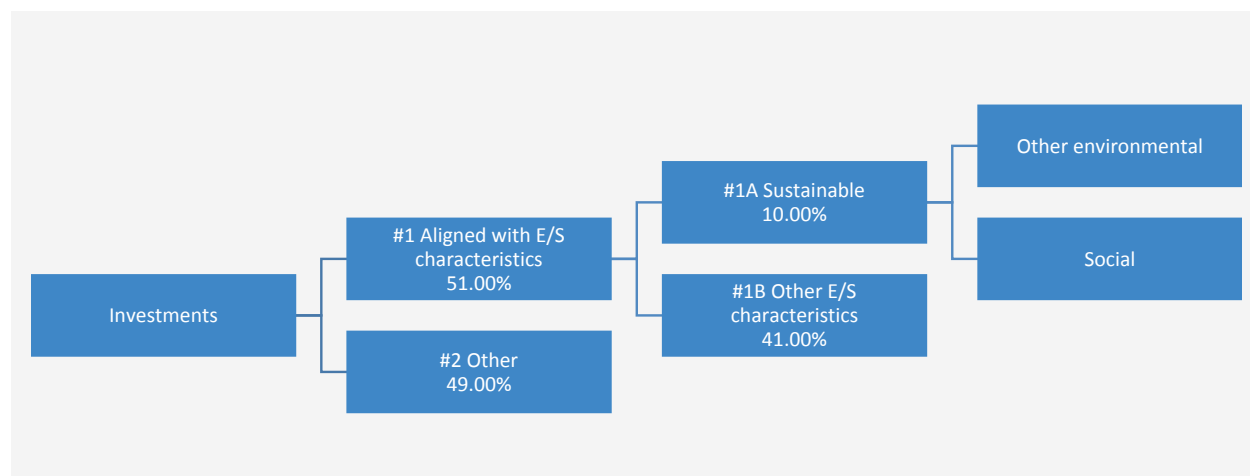 Investments
#1 Aligned with E/S
characteristics
51.00%
#2 Other
49.00%
#1A Sustainable
10.00%
#1B Other E/S
characteristics
41.00%
Other environmental
Social